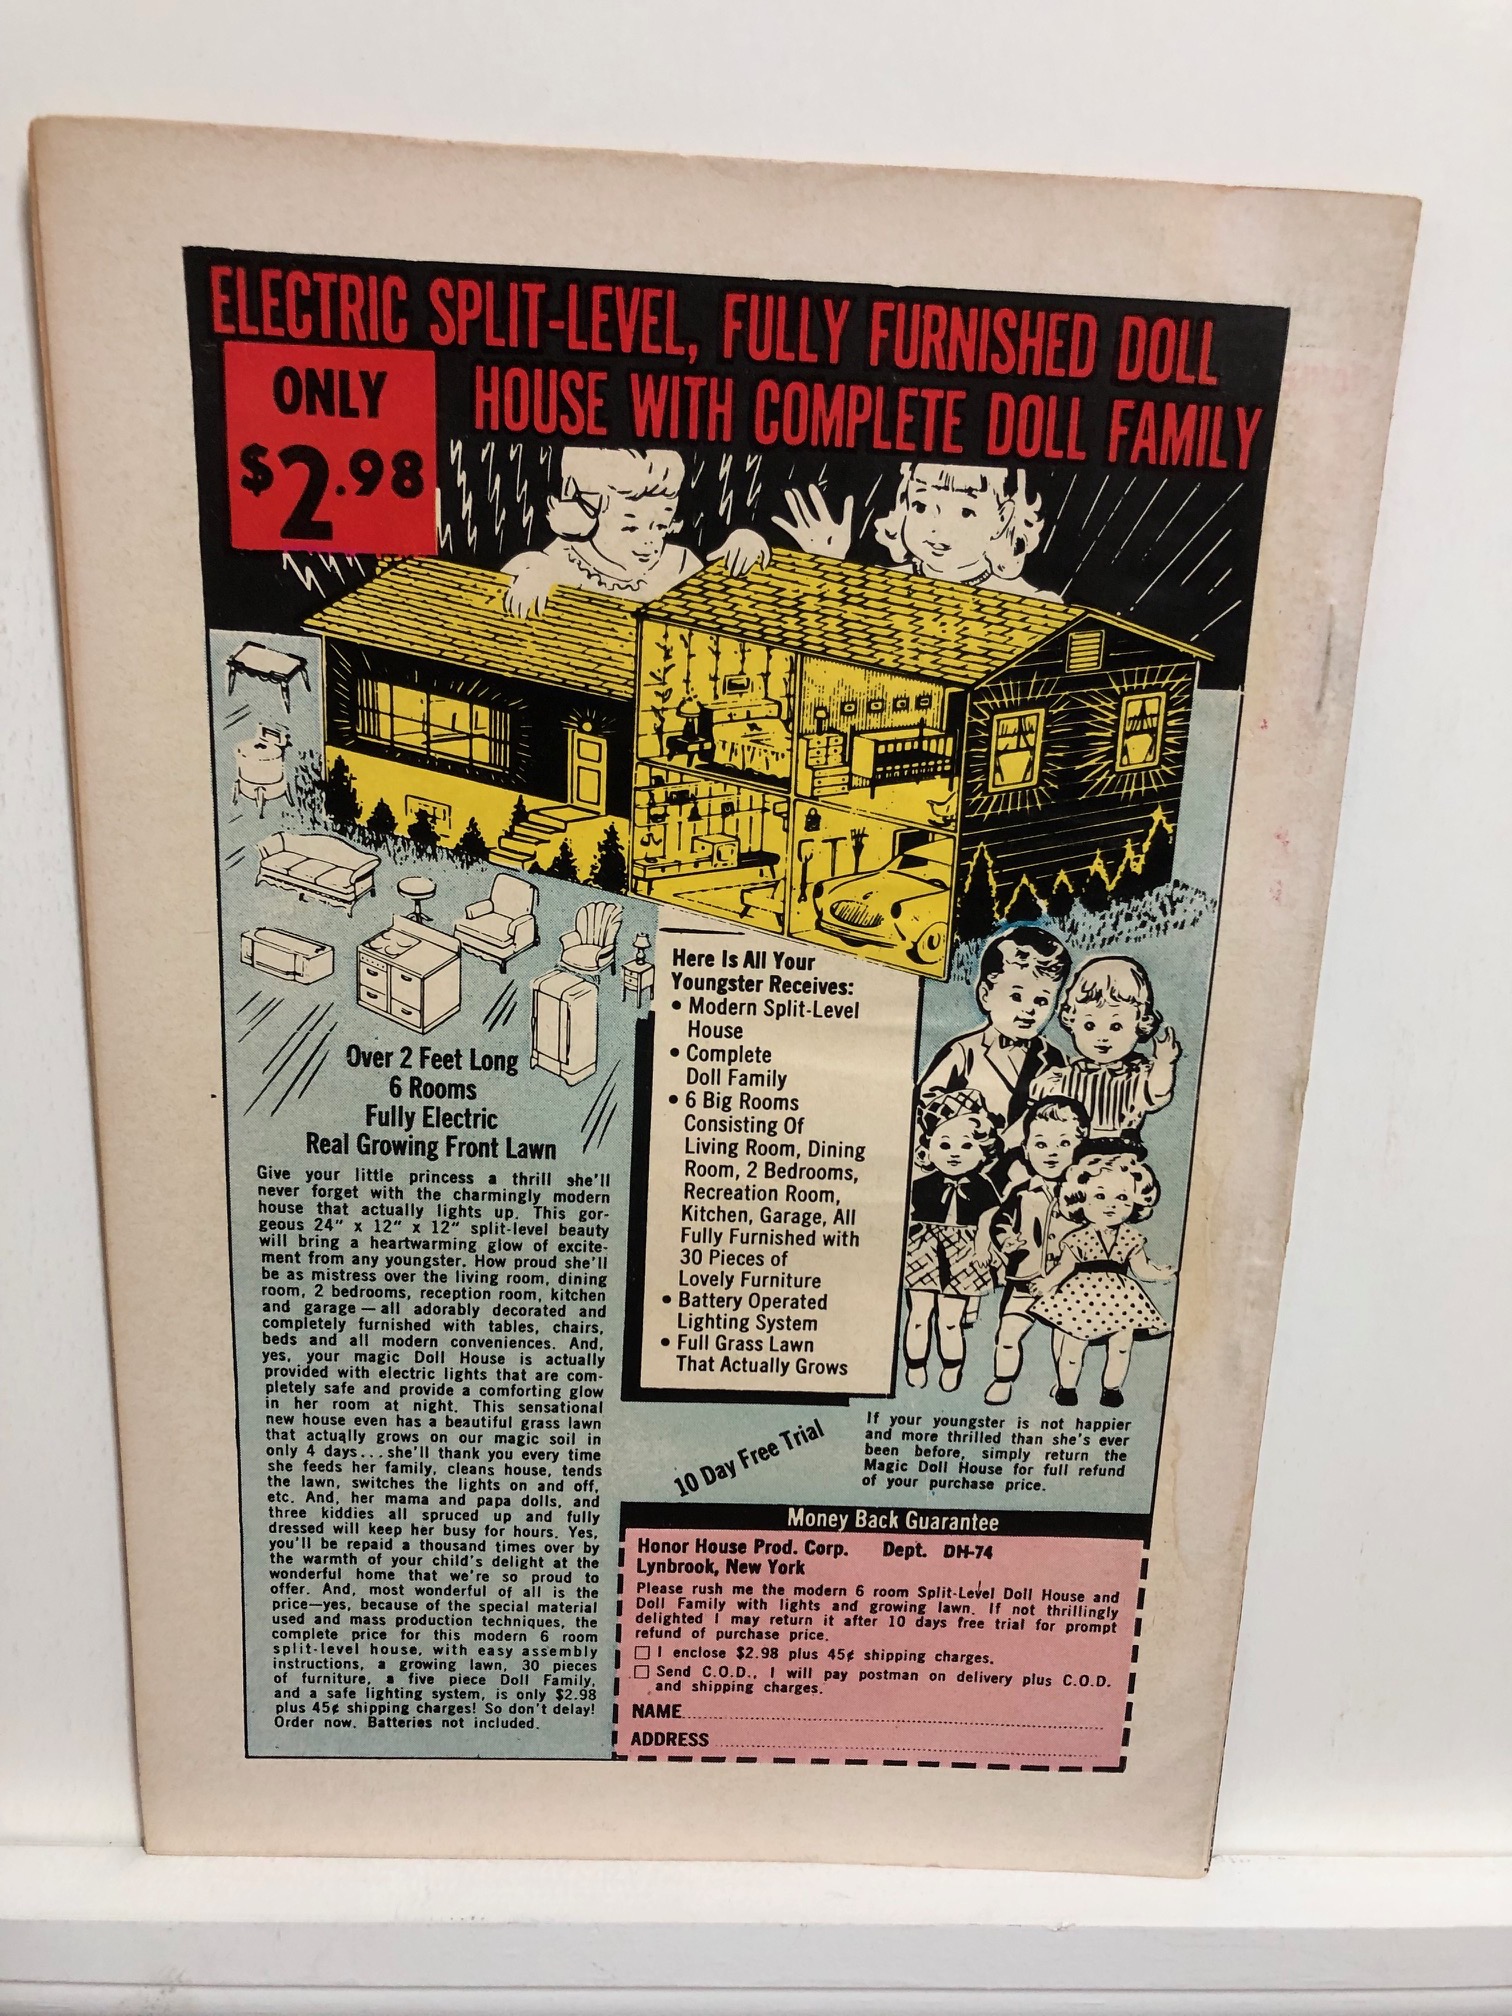 ELECTRIC SPLIT-LEVEL, FULLY FURNISHED DOLL
HOUSE WITH COMPLETE DOLL FAMILY
ONLY
$2.98
Here Is All Your
Youngster Receives:
• Modern Split-Level
House
• Complete
Doll Family
• 6 Big Rooms
Consisting Of
Living Room, Dining
Room, 2 Bedrooms,
Recreation Room,
Kitchen, Garage, All
Fully Furnished with
30 Pieces of
Lovely Furniture
• Battery Operated
Lighting System
• Full Grass Lawn
That Actually Grows
Over 2 Feet Long
6 Rooms
Fully Electric
Real Growing Front Lawn
Give your little princess a thrill she'll
never forget with the charmingly modern
house that actually lights up. This gor-
geous 24" x 12" x 12" split-level beauty
will bring a heartwarming glow of excite-
ment from any youngster. How proud she'll
be as mistress over the living room, dining
room, 2 bedrooms, reception room, kitchen
and garage — all adorably decorated and
completely furnished with tables, chairs,
beds and all modern conveniences. And,
yes, your magic Doll House is actually
provided with electric lights that are com-
pletely safe and provide a comforting glow
in her room at night. This sensational
new house even has a beautiful grass lawn
that actually grows on our magic soil in
only 4 days... she'll thank you every time
she feeds her family, cleans house, tends
the lawn, switches the lights on and off,
etc. And, her mama and papa dolls, and
three kiddies all spruced up and fully
dressed will keep her busy for hours. Yes,
you'll be repaid a thousand times over by
the warmth of your child's delight at the
wonderful home that we're so proud to
offer. And, most wonderful of all is the
price—yes, because of the special material
used and mass production techniques, the
complete price for this modern 6 room
split-level house, with easy assembly
instructions, a growing lawn, 30 pieces
of furniture, a five piece Doll Family,
and a safe lighting system, is only $2.98
plus 45¢ shipping charges! So don't delay!
Order now. Batteries not included.
10 Day Free Trial
If your youngster is not happier
and more thrilled than she's ever
been before, simply return the
Magic Doll House for full refund
of your purchase price.
Money Back Guarantee
Honor House Prod. Corp. Dept. DH-74
Lynbrook, New York
Please rush me the modern 6 room Split-Level Doll House and
Doll Family with lights and growing lawn. If not thrillingly
delighted I may return it after 10 days free trial for prompt
refund of purchase price.
☐ I enclose $2.98 plus 45¢ shipping charges.
☐ Send C.O.D., I will pay postman on delivery plus C.O.D.
and shipping charges.
NAME
ADDRESS